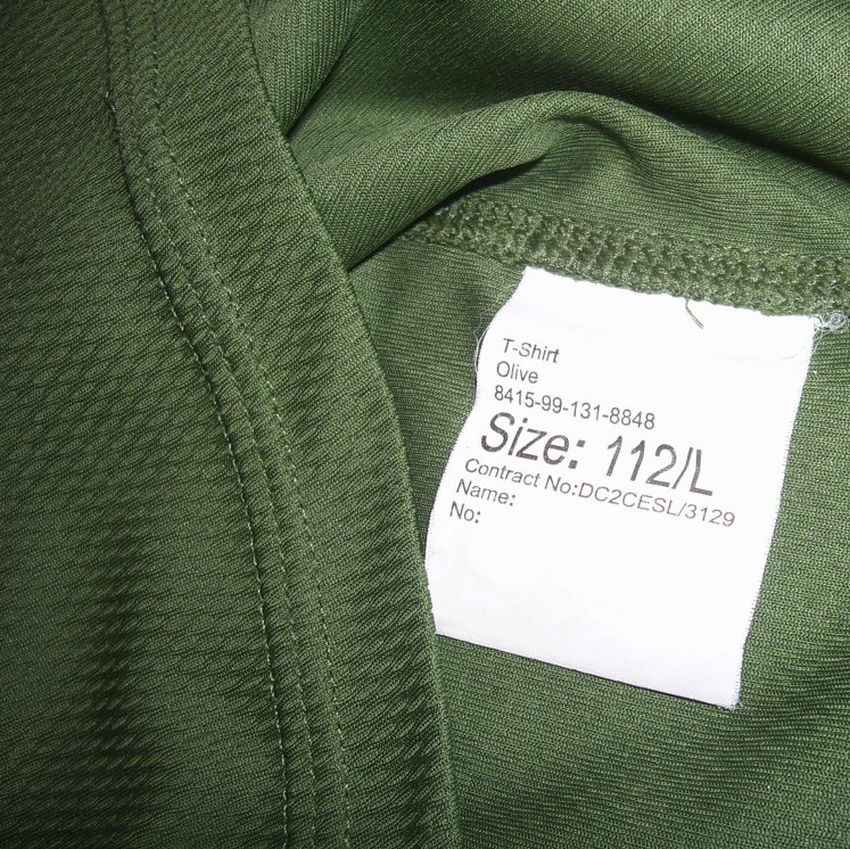 T-Shirt
Olive
8415-99-131-8848
Size: 112/L
Contract No:DC2CESL/3129
Name:
No: